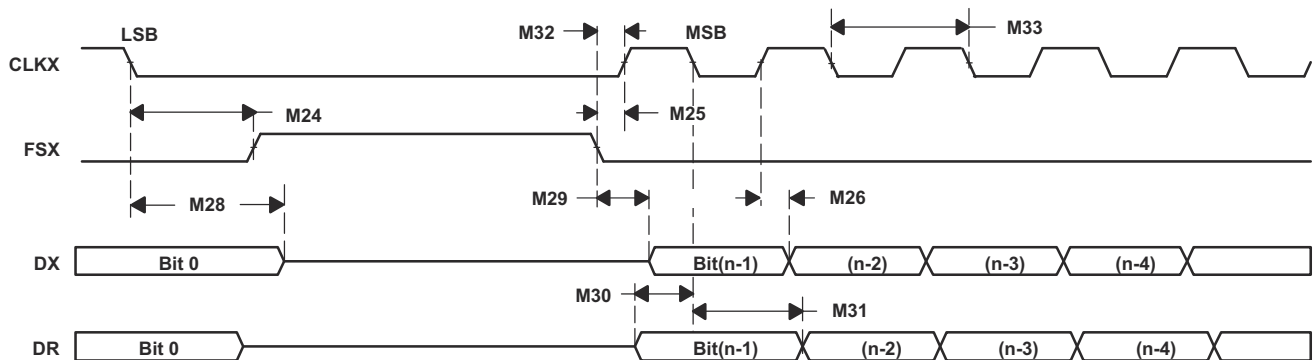 LSB
M32
MSB
M33
CLKX
M24
M25
FSX
M28
M29
M26
DX
Bit 0
Bit(n-1)
(n-2)
(n-3)
(n-4)
M30
M31
DR
Bit 0
Bit(n-1)
(n-2)
(n-3)
(n-4)